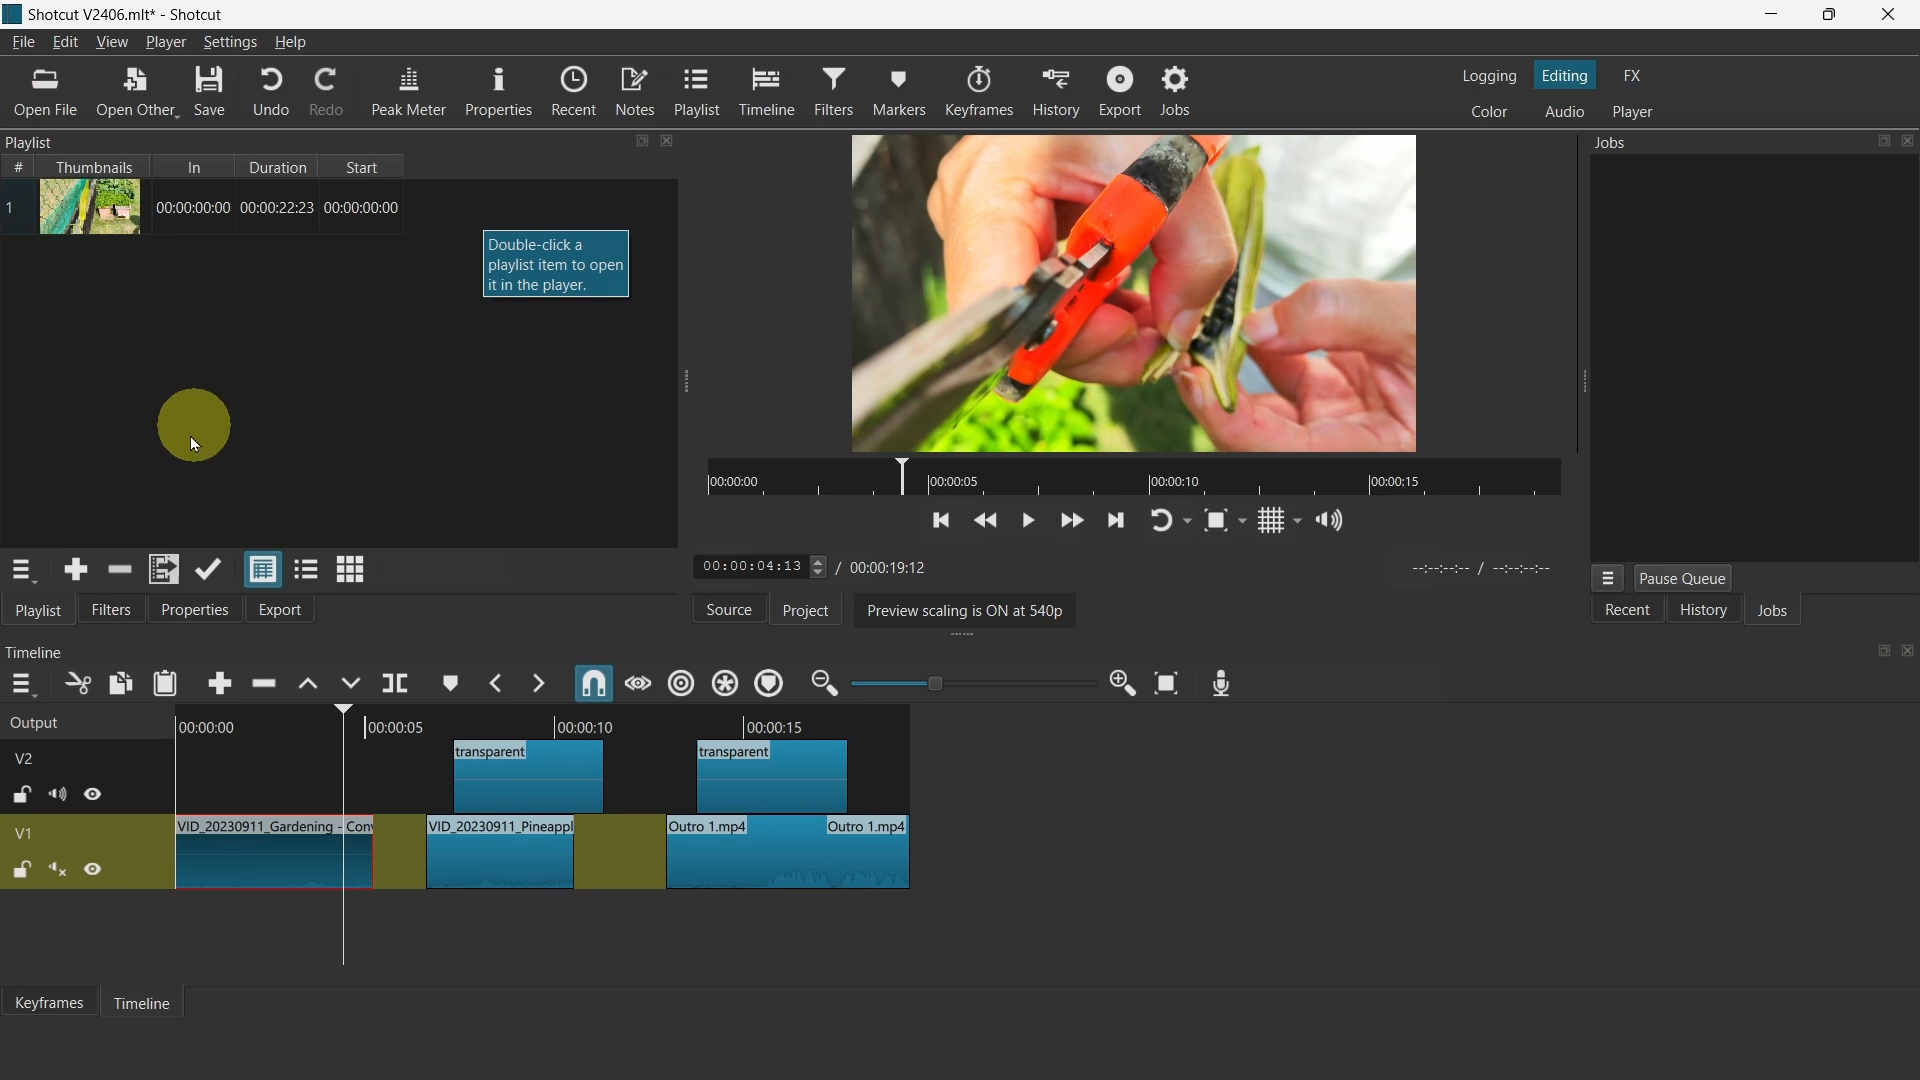 Shotcut V2406.mlt* - Shotcut
File Edit View Player Settings Help
Open File Open Other Save Undo Redo Peak Meter Properties Recent Notes Playlist Timeline Filters Markers Keyframes History Export Jobs
Logging Editing FX
Color Audio Player
Playlist
# Thumbnails In Duration Start
1 00:00:00:00 00:00:22:23 00:00:00:00
Double-click a
playlist item to open
it in the player.
Playlist Filters Properties Export
00:00:00 00:00:05 00:00:10 00:00:15
00:00:04:13 / 00:00:19:12
--:--:--:-- / --:--:--:--
Source Project Preview scaling is ON at 540p
Jobs
Pause Queue
Recent History Jobs
Timeline
Output 00:00:00 00:00:05 00:00:10 00:00:15
V2 transparent transparent
V1 VID_20230911_Gardening - Conv VID_20230911_Pineappl Outro 1.mp4 Outro 1.mp4
Keyframes Timeline